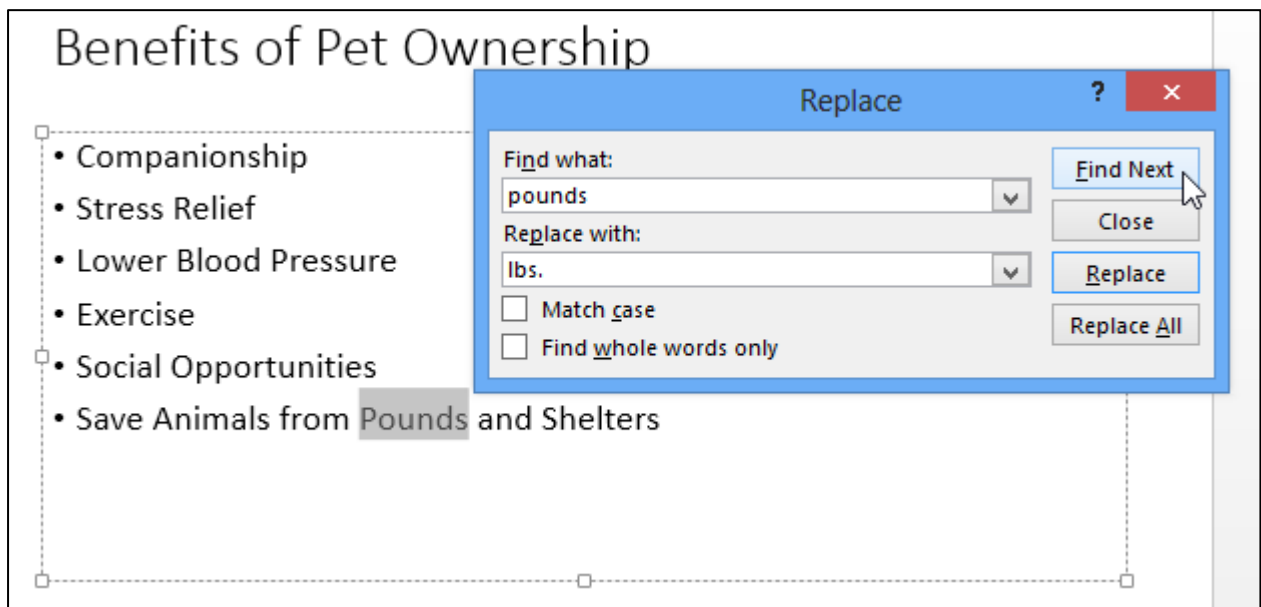 Benefits of Pet Ownership
• Companionship
• Stress Relief
• Lower Blood Pressure
• Exercise
• Social Opportunities
• Save Animals from Pounds and Shelters
Replace
?
Find what:
pounds
Replace with:
lbs.
Match case
Find whole words only
Find Next
Close
Replace
Replace All